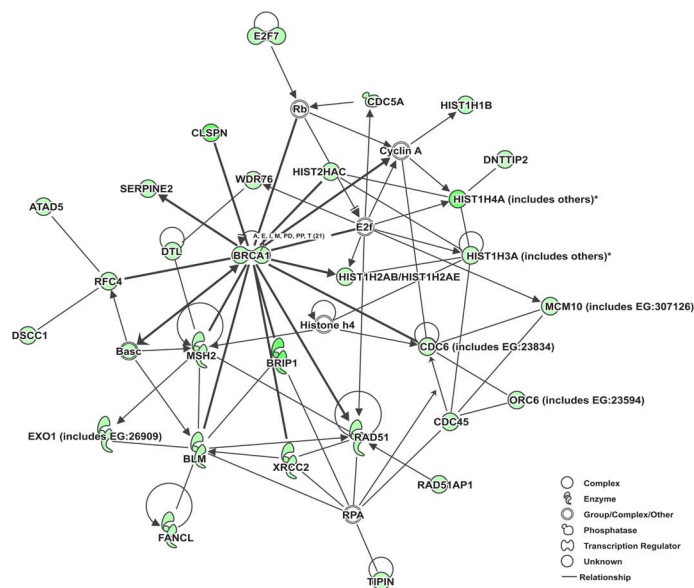 E2F7
Rb
CDC5A
HIST1H1B
CLSPN
Cyclin A
DNTTIP2
WDR76
HIST2HAC
SERPINE2
HIST1H4A (includes others)*
ATAD5
E2f
A, E, I, M, PD, PP, T (21)
DTL
BRCA1
HIST1H3A (includes others)*
HIST1H2AB/HIST1H2AE
RFC4
MCM10 (includes EG:307126)
Histone h4
DSCC1
Basc
MSH2
CDC6 (includes EG:23834)
BRIP1
ORC6 (includes EG:23594)
CDC45
EXO1 (includes EG:26909)
RAD51
BLM
XRCC2
RAD51AP1
RPA
FANCL
TIPIN
Complex
Enzyme
Group/Complex/Other
Phosphatase
Transcription Regulator
Unknown
Relationship